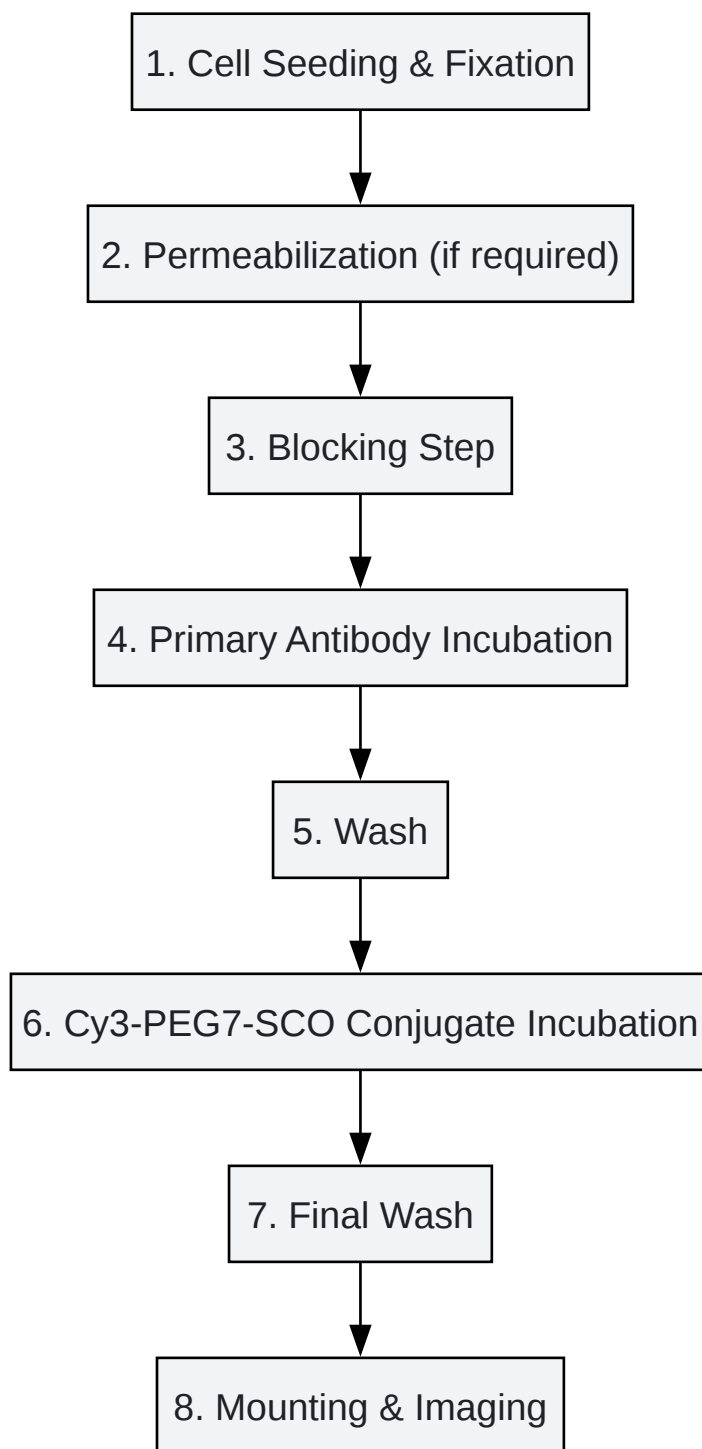 1. Cell Seeding & Fixation
2. Permeabilization (if required)
3. Blocking Step
4. Primary Antibody Incubation
5. Wash
6. Cy3-PEG7-SCO Conjugate Incubation
7. Final Wash
8. Mounting & Imaging